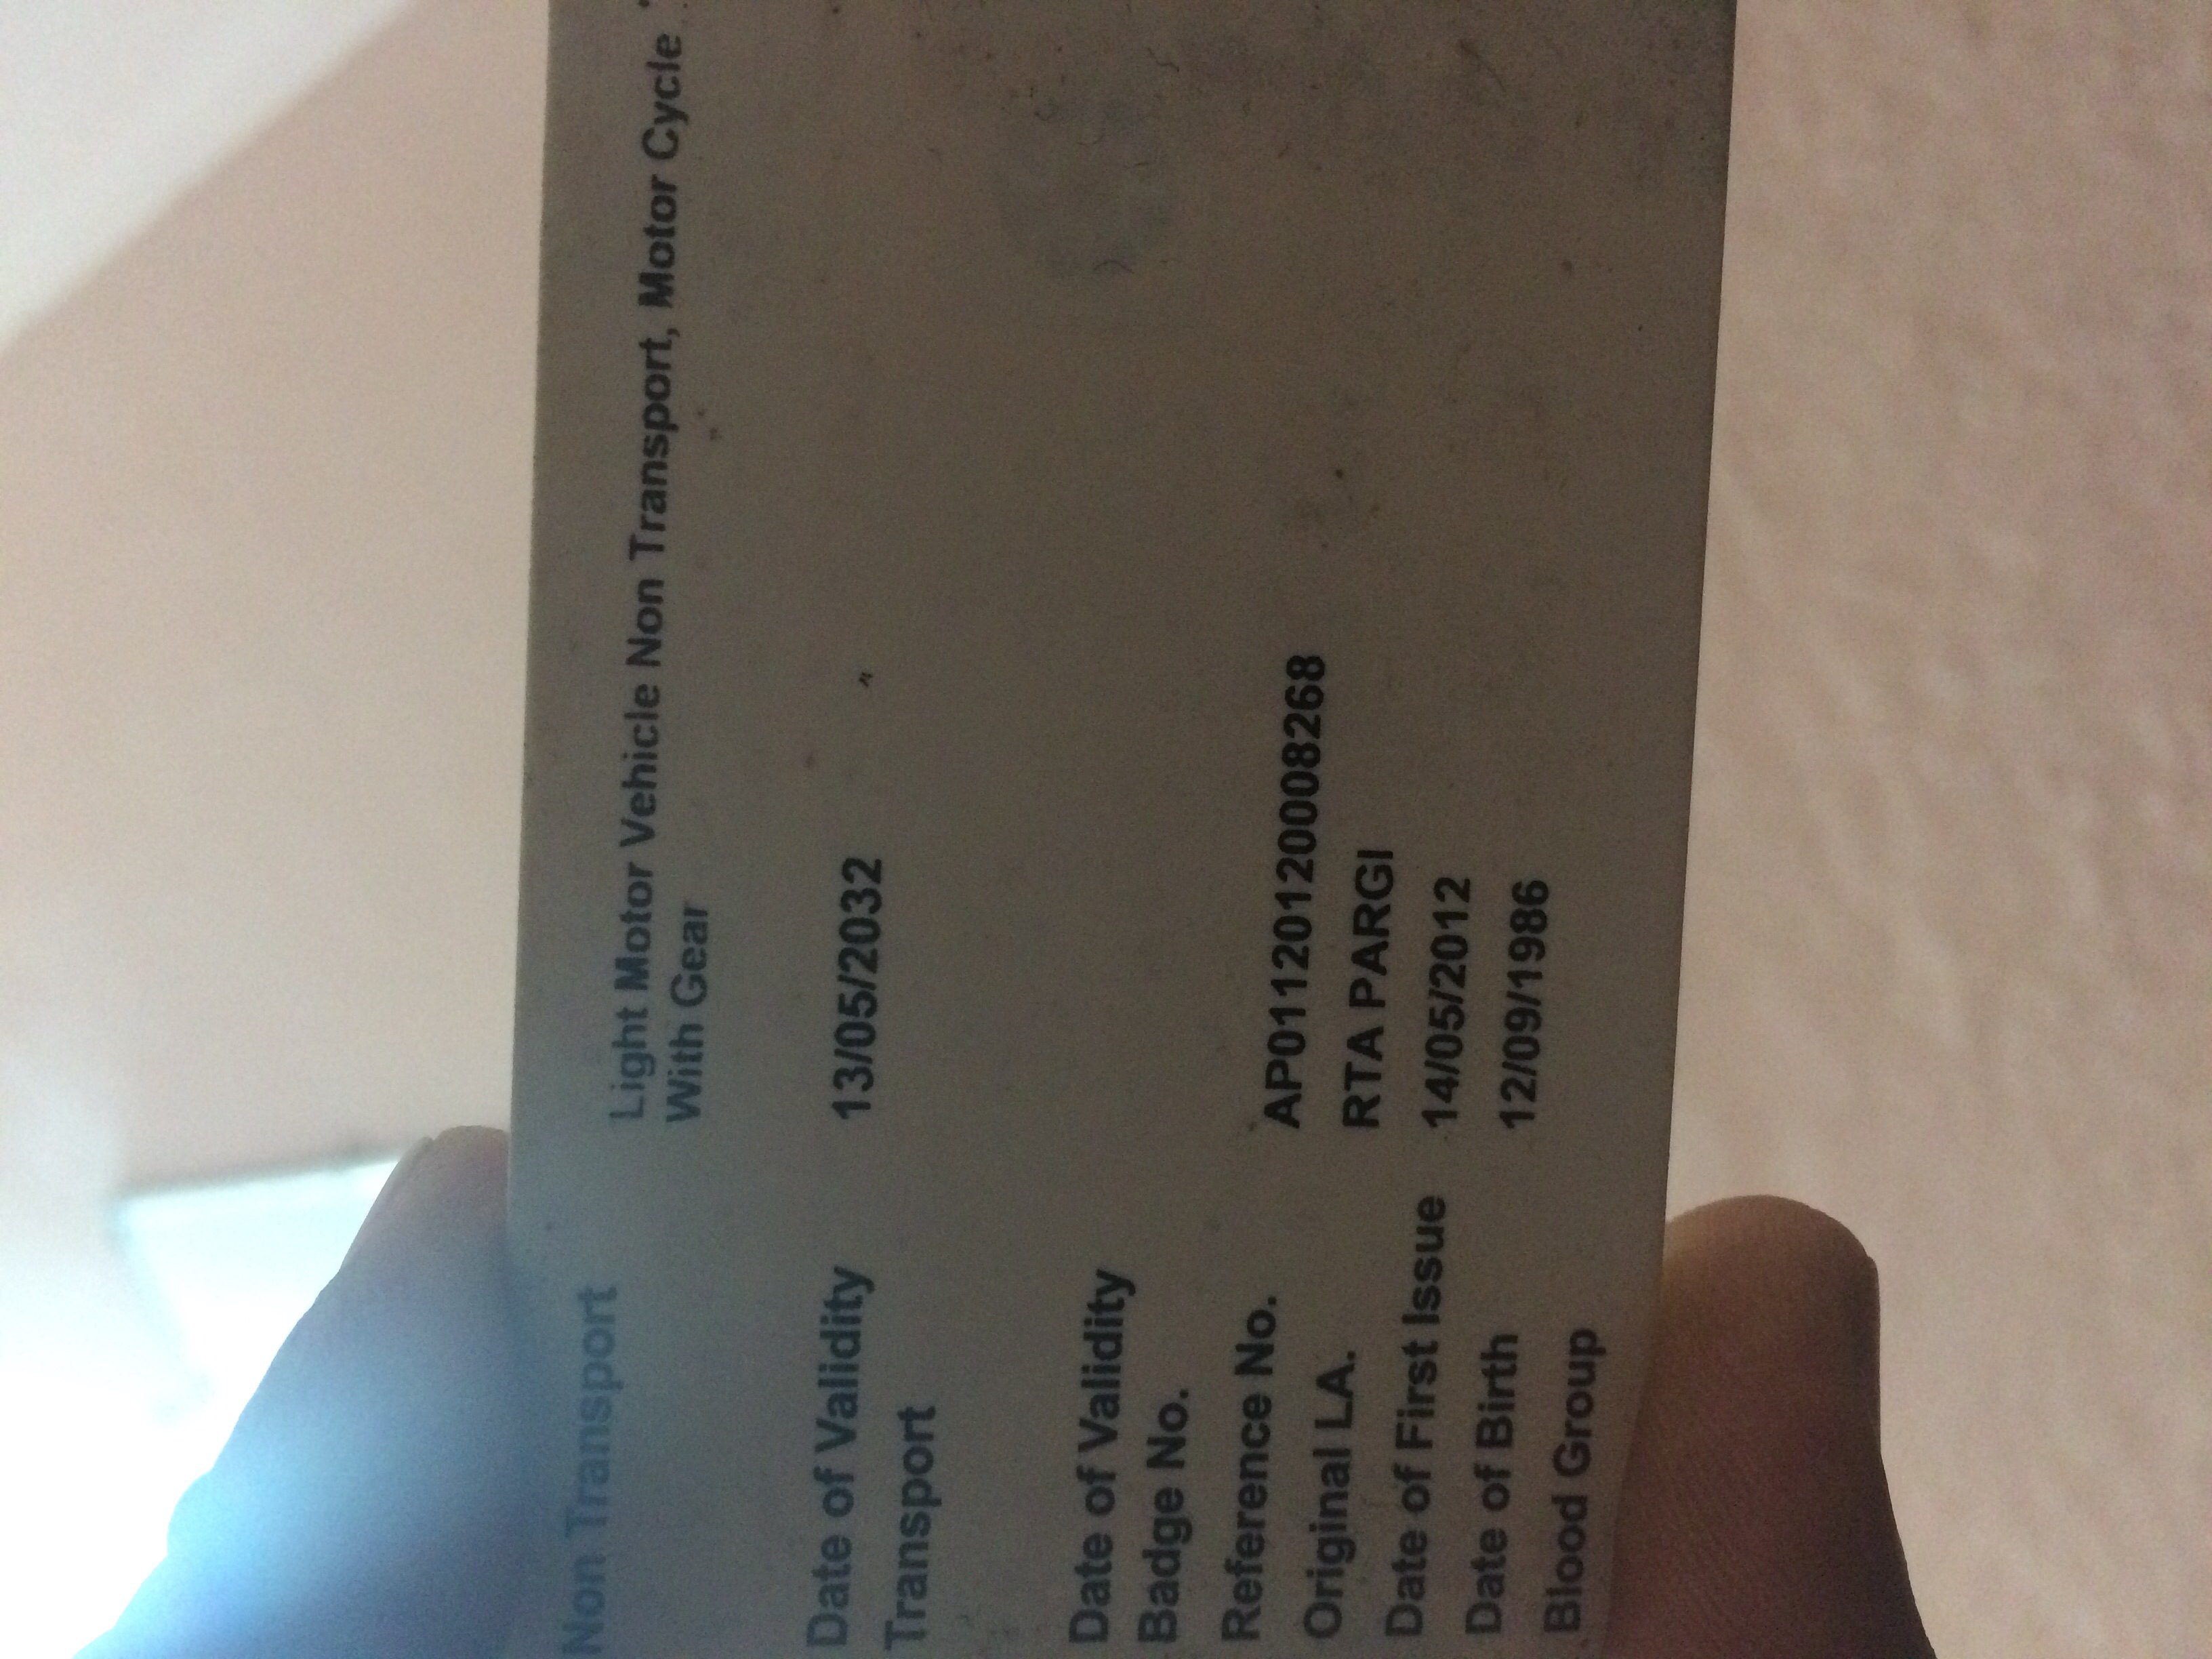 Non Transport
Light Motor Vehicle Non Transport, Motor Cycle
With Gear
Date of Validity 13/05/2032
Transport
Date of Validity
Badge No.
Reference No. AP01120120008268
Original LA. RTA PARGI
Date of First Issue 14/05/2012
Date of Birth 12/09/1986
Blood Group